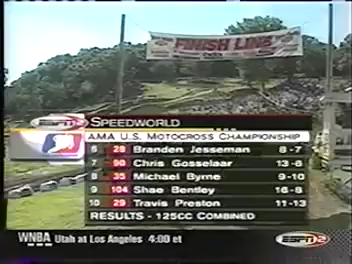 FINISH LINE
ESPN2 SPEEDWORLD
AMA U.S. MOTOCROSS CHAMPIONSHIP
6 28 BRANDEN JESSEMAN 8-7
7 90 CHRIS GOSSELAAR 13-6
8 35 MICHAEL BYRNE 9-10
9 104 SHAE BENTLEY 16-8
10 29 TRAVIS PRESTON 11-13
RESULTS - 125CC COMBINED
WNBA Utah at Los Angeles 4:00 et ESPN2